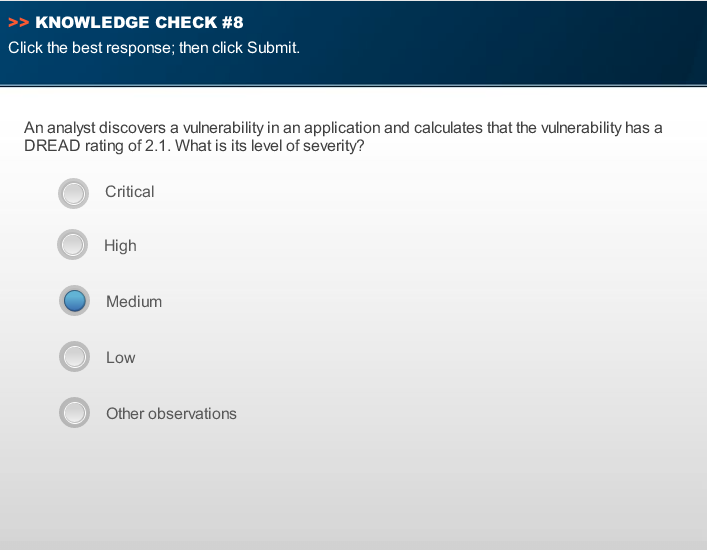 >> KNOWLEDGE CHECK #8
Click the best response; then click Submit.
An analyst discovers a vulnerability in an application and calculates that the vulnerability has a
DREAD rating of 2.1. What is its level of severity?
Critical
High
Medium
Low
Other observations